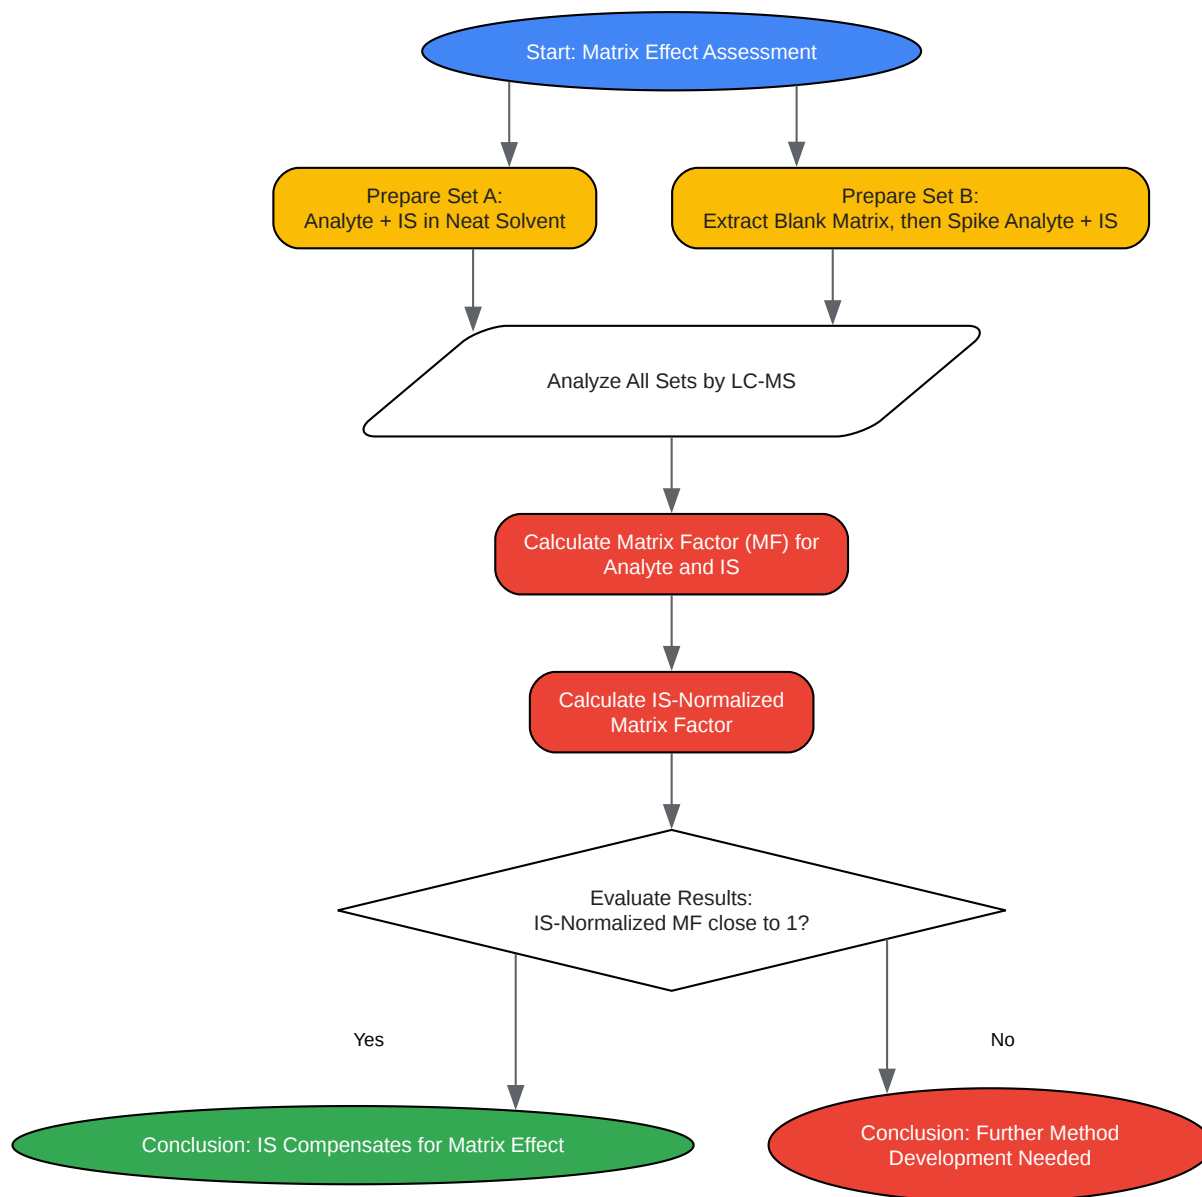 Start: Matrix Effect Assessment
Prepare Set A:
Analyte + IS in Neat Solvent
Prepare Set B:
Extract Blank Matrix, then Spike Analyte + IS
Analyze All Sets by LC-MS
Calculate Matrix Factor (MF) for
Analyte and IS
Calculate IS-Normalized
Matrix Factor
Evaluate Results:
IS-Normalized MF close to 1?
Yes
No
Conclusion: IS Compensates for Matrix Effect
Conclusion: Further Method
Development Needed